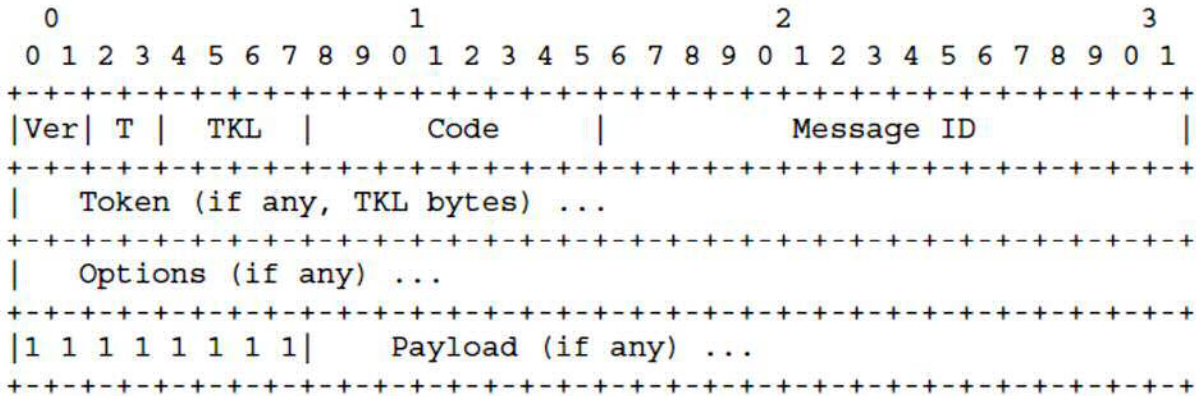 0                   1                   2                   3
0 1 2 3 4 5 6 7 8 9 0 1 2 3 4 5 6 7 8 9 0 1 2 3 4 5 6 7 8 9 0 1
+-+-+-+-+-+-+-+-+-+-+-+-+-+-+-+-+-+-+-+-+-+-+-+-+-+-+-+-+-+-+-+-+
|Ver| T |  TKL  |      Code     |          Message ID           |
+-+-+-+-+-+-+-+-+-+-+-+-+-+-+-+-+-+-+-+-+-+-+-+-+-+-+-+-+-+-+-+-+
|   Token (if any, TKL bytes) ...
+-+-+-+-+-+-+-+-+-+-+-+-+-+-+-+-+-+-+-+-+-+-+-+-+-+-+-+-+-+-+-+-+
|   Options (if any) ...
+-+-+-+-+-+-+-+-+-+-+-+-+-+-+-+-+-+-+-+-+-+-+-+-+-+-+-+-+-+-+-+-+
|1 1 1 1 1 1 1 1|    Payload (if any) ...
+-+-+-+-+-+-+-+-+-+-+-+-+-+-+-+-+-+-+-+-+-+-+-+-+-+-+-+-+-+-+-+-+